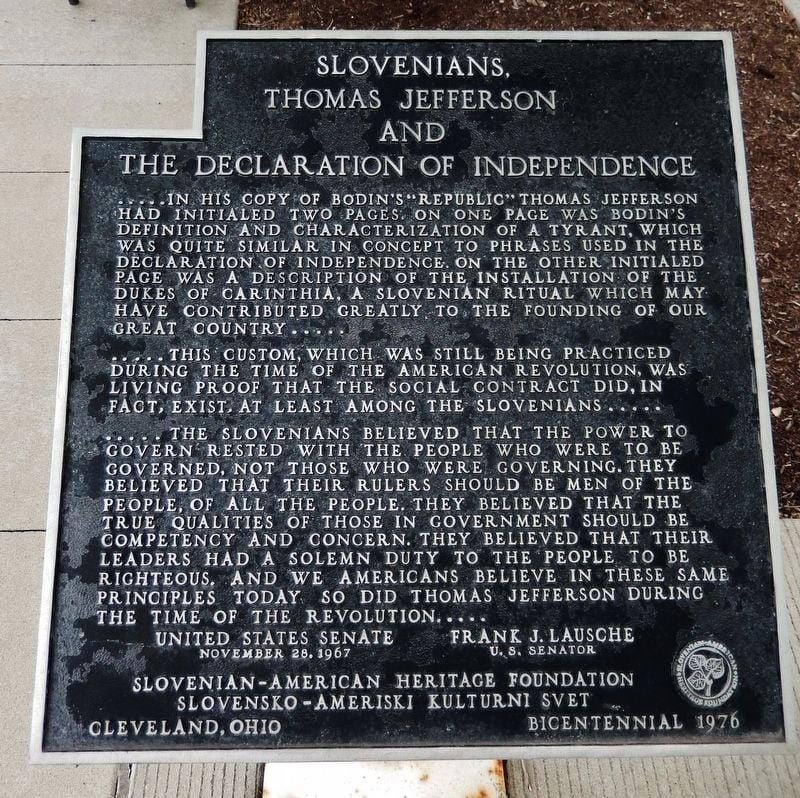 SLOVENIANS,
THOMAS JEFFERSON
AND
THE DECLARATION OF INDEPENDENCE
.....IN HIS COPY OF BODIN'S "REPUBLIC" THOMAS JEFFERSON
HAD INITIALED TWO PAGES. ON ONE PAGE WAS BODIN'S
DEFINITION AND CHARACTERIZATION OF A TYRANT, WHICH
WAS QUITE SIMILAR IN CONCEPT TO PHRASES USED IN THE
DECLARATION OF INDEPENDENCE. ON THE OTHER INITIALED
PAGE WAS A DESCRIPTION OF THE INSTALLATION OF THE
DUKES OF CARINTHIA, A SLOVENIAN RITUAL WHICH MAY
HAVE CONTRIBUTED GREATLY TO THE FOUNDING OF OUR
GREAT COUNTRY.....
.....THIS CUSTOM, WHICH WAS STILL BEING PRACTICED
DURING THE TIME OF THE AMERICAN REVOLUTION, WAS
LIVING PROOF THAT THE SOCIAL CONTRACT DID, IN
FACT, EXIST. AT LEAST AMONG THE SLOVENIANS.....
.....THE SLOVENIANS BELIEVED THAT THE POWER TO
GOVERN RESTED WITH THE PEOPLE WHO WERE TO BE
GOVERNED, NOT THOSE WHO WERE GOVERNING. THEY
BELIEVED THAT THEIR RULERS SHOULD BE MEN OF THE
PEOPLE, OF ALL THE PEOPLE. THEY BELIEVED THAT THE
TRUE QUALITIES OF THOSE IN GOVERNMENT SHOULD BE
COMPETENCY AND CONCERN. THEY BELIEVED THAT THEIR
LEADERS HAD A SOLEMN DUTY TO THE PEOPLE TO BE
RIGHTEOUS, AND WE AMERICANS BELIEVE IN THESE SAME
PRINCIPLES TODAY. SO DID THOMAS JEFFERSON DURING
THE TIME OF THE REVOLUTION.....
UNITED STATES SENATE FRANK J. LAUSCHE
NOVEMBER 28, 1967 U. S. SENATOR
SLOVENIAN-AMERICAN HERITAGE FOUNDATION
SLOVENSKO-AMERISKI KULTURNI SVET
CLEVELAND, OHIO BICENTENNIAL 1976
SLOVENIAN-AMERICAN